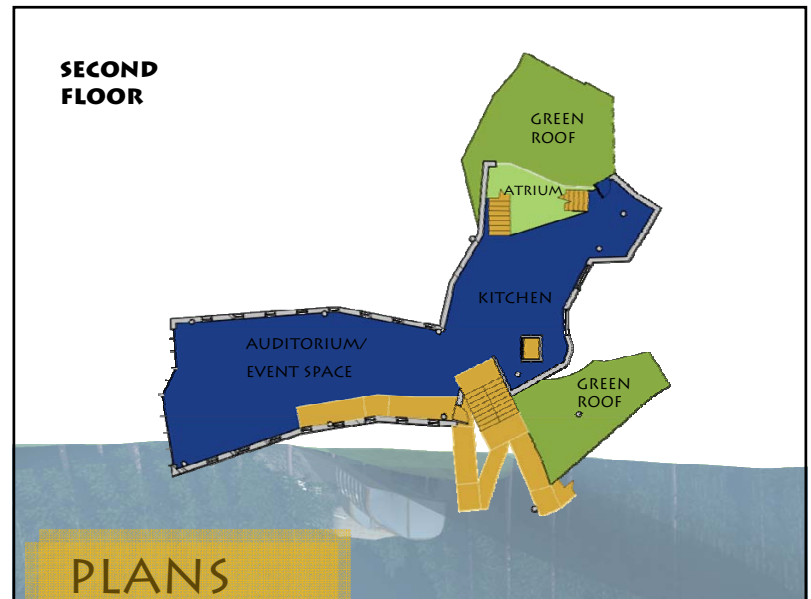 SECOND
FLOOR
GREEN
ROOF
ATRIUM
KITCHEN
AUDITORIUM/
EVENT SPACE
GREEN
ROOF
PLANS